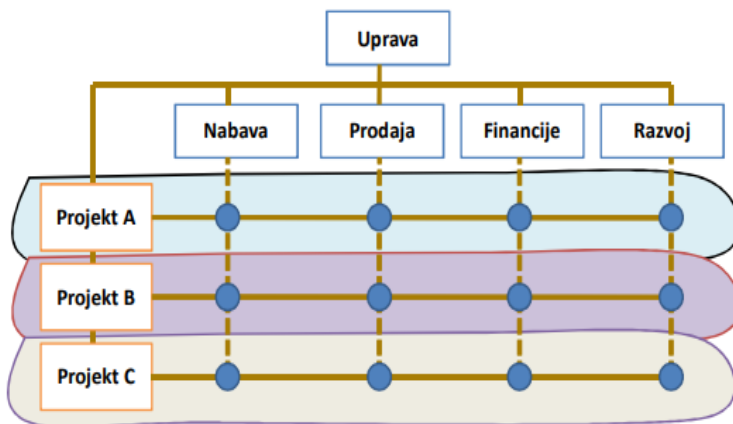 Uprava
Nabava
Prodaja
Financije
Razvoj
Projekt A
Projekt B
Projekt C